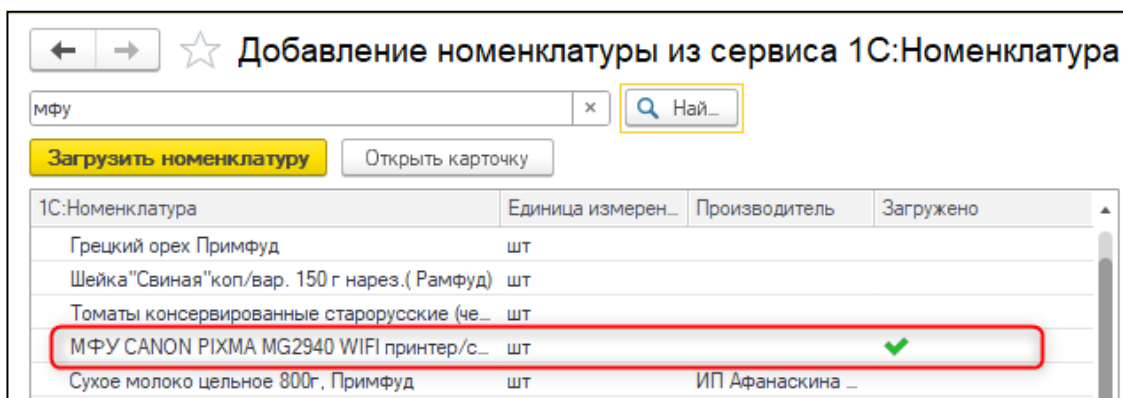 Добавление номенклатуры из сервиса 1С:Номенклатура
мфу × Най...
Загрузить номенклатуру Открыть карточку
1С:Номенклатура Единица измерен... Производитель Загружено
Грецкий орех Примфуд шт
Шейка"Свиная"коп/вар. 150 г нарез.( Рамфуд) шт
Томаты консервированные старорусские (че... шт
МФУ CANON PIXMA MG2940 WIFI принтер/с... шт
Сухое молоко цельное 800г, Примфуд шт ИП Афанаскина ...